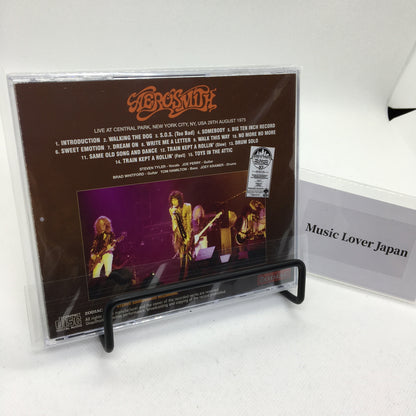 AEROSMITH
LIVE AT CENTRAL PARK, NEW YORK CITY, NY, USA 29TH AUGUST 1975
1. INTRODUCTION 2. WALKING THE DOG 3. S.O.S. (Too Bad) 4. SOMEBODY 5. BIG TEN INCH RECORD
6. SWEET EMOTION 7. DREAM ON 8. WRITE ME A LETTER 9. WALK THIS WAY 10. NO MORE NO MORE
11. SAME OLD SONG AND DANCE 12. TRAIN KEPT A ROLLIN' (Slow) 13. DRUM SOLO
14. TRAIN KEPT A ROLLIN' (Fast) 15. TOYS IN THE ATTIC
STEVEN TYLER - Vocals JOE PERRY - Guitar
BRAD WHITFORD - Guitar TOM HAMILTON - Bass JOEY KRAMER - Drums
Music Lover Japan
ZODIAC
STEREO
All rights